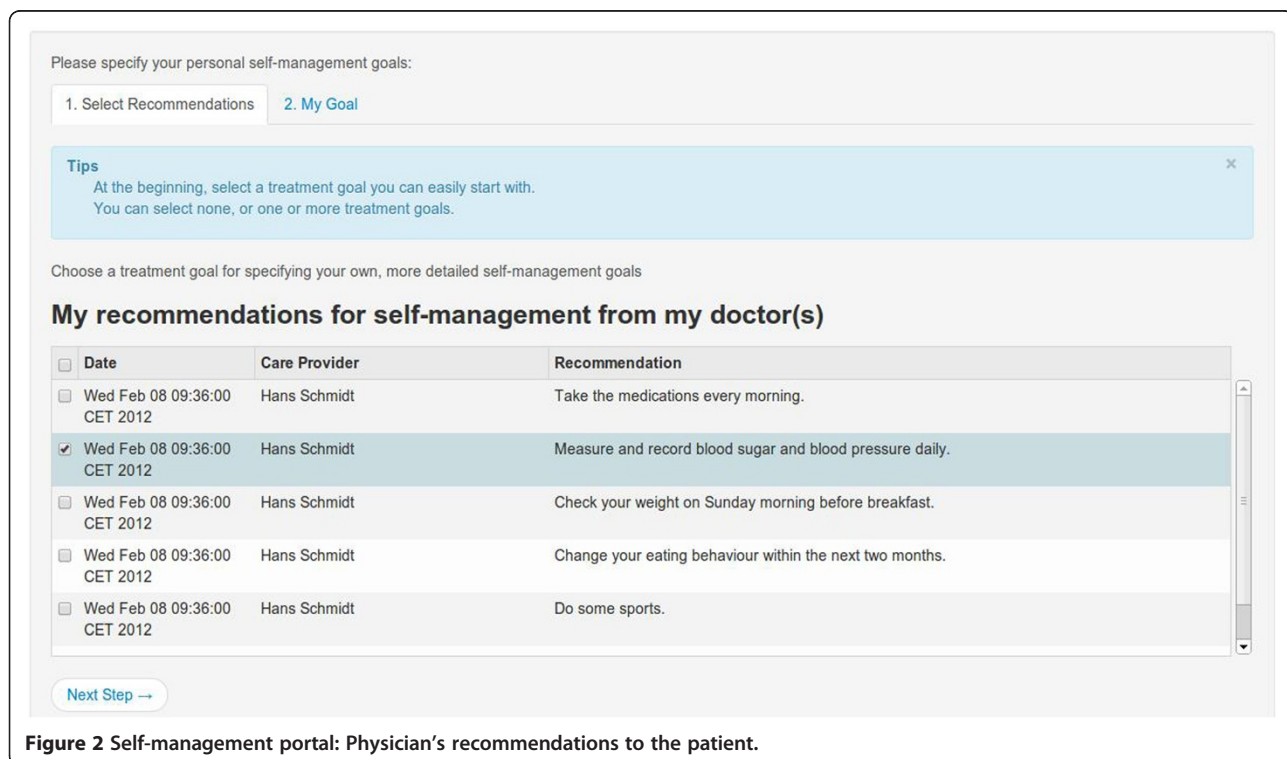 Please specify your personal self-management goals:
1. Select Recommendations 2. My Goal
Tips ×
At the beginning, select a treatment goal you can easily start with.
You can select none, or one or more treatment goals.
Choose a treatment goal for specifying your own, more detailed self-management goals
My recommendations for self-management from my doctor(s)
Date Care Provider Recommendation
Wed Feb 08 09:36:00 Hans Schmidt Take the medications every morning.
CET 2012
Wed Feb 08 09:36:00 Hans Schmidt Measure and record blood sugar and blood pressure daily.
CET 2012
Wed Feb 08 09:36:00 Hans Schmidt Check your weight on Sunday morning before breakfast.
CET 2012
Wed Feb 08 09:36:00 Hans Schmidt Change your eating behaviour within the next two months.
CET 2012
Wed Feb 08 09:36:00 Hans Schmidt Do some sports.
CET 2012
Next Step →
Figure 2 Self-management portal: Physician's recommendations to the patient.